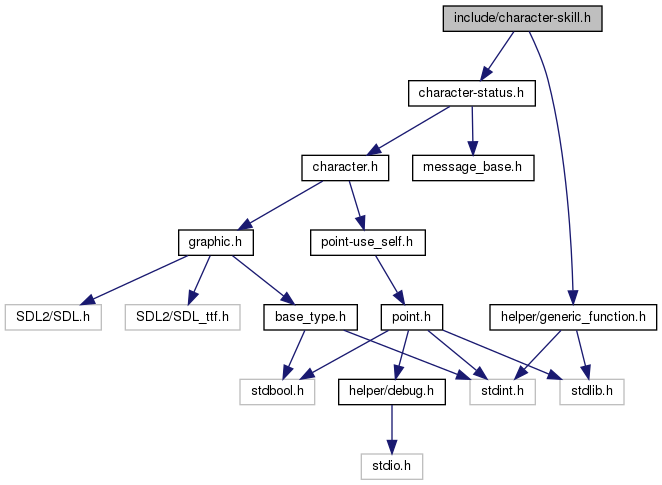 include/character-skill.h
character-status.h
character.h
message_base.h
graphic.h
point-use_self.h
SDL2/SDL.h
SDL2/SDL_ttf.h
base_type.h
point.h
helper/generic_function.h
stdbool.h
helper/debug.h
stdint.h
stdlib.h
stdio.h